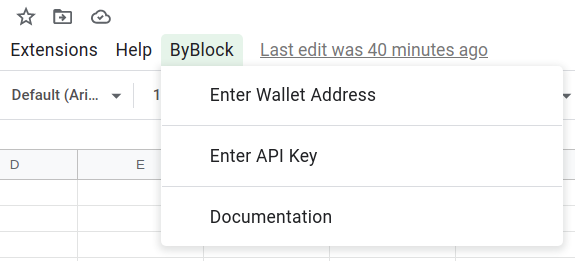 Extensions Help ByBlock Last edit was 40 minutes ago
Default (Ari... 1
Enter Wallet Address
D E
Enter API Key
Documentation